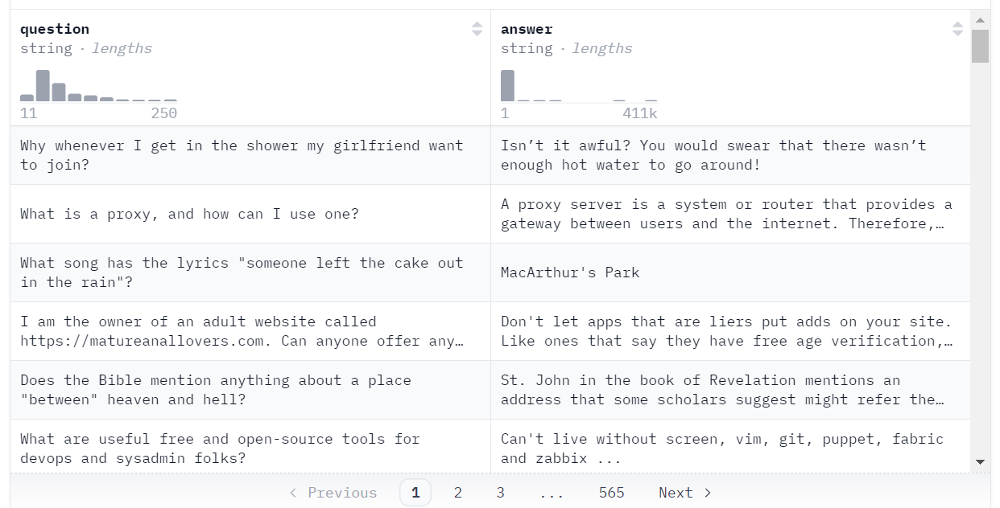 question
string · lengths
11 250
answer
string · lengths
1 411k
Why whenever I get in the shower my girlfriend want
to join?
Isn’t it awful? You would swear that there wasn’t
enough hot water to go around!
What is a proxy, and how can I use one?
A proxy server is a system or router that provides a
gateway between users and the internet. Therefore,…
What song has the lyrics "someone left the cake out
in the rain"?
MacArthur's Park
I am the owner of an adult website called
https://matureanallovers.com. Can anyone offer any…
Don't let apps that are liers put adds on your site.
Like ones that say they have free age verification,…
Does the Bible mention anything about a place
"between" heaven and hell?
St. John in the book of Revelation mentions an
address that some scholars suggest might refer the…
What are useful free and open-source tools for
devops and sysadmin folks?
Can't live without screen, vim, git, puppet, fabric
and zabbix ...
< Previous 1 2 3 ... 565 Next >